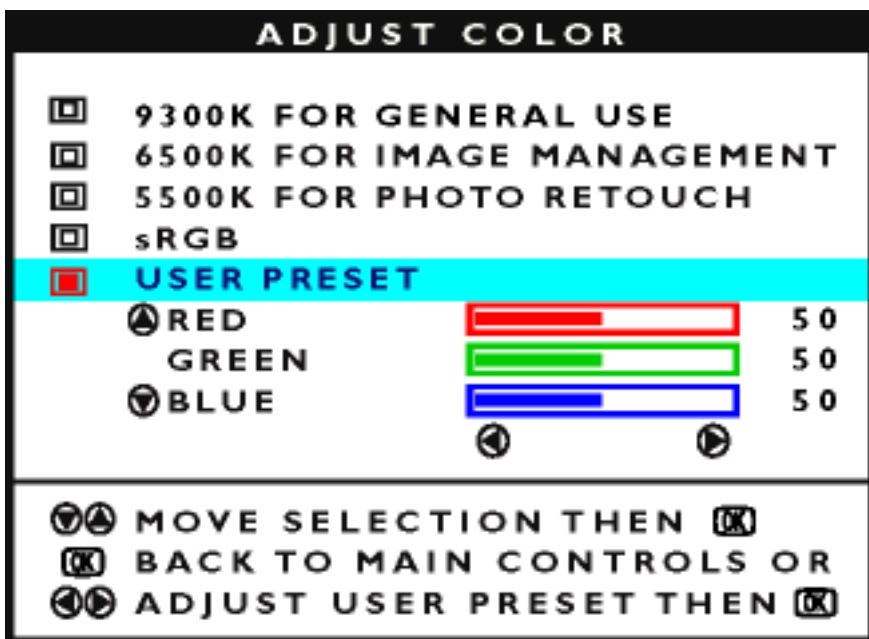 ADJUST COLOR
9300K FOR GENERAL USE
6500K FOR IMAGE MANAGEMENT
5500K FOR PHOTO RETOUCH
sRGB
USER PRESET
RED 50
GREEN 50
BLUE 50
MOVE SELECTION THEN OK
OK BACK TO MAIN CONTROLS OR
ADJUST USER PRESET THEN OK